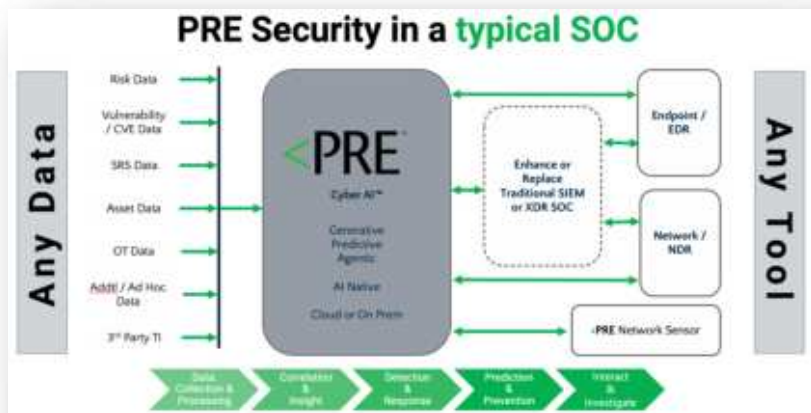 PRE Security in a typical SOC
Any Data
Risk Data
Vulnerability
/ CVE Data
SRS Data
Asset Data
OT Data
Addtl / Ad Hoc
Data
3rd Party TI
<PRE
Cyber AI™
Generative
Predictive
Agentic
AI Native
Cloud or On Prem
Enhance or
Replace
Traditional SIEM
or XDR SOC
Endpoint /
EDR
Network /
NDR
<PRE Network Sensor
Any Tool
Data
Collection &
Processing
Correlation
&
Insight
Detection
&
Response
Prediction
&
Prevention
Interact
&
Investigate